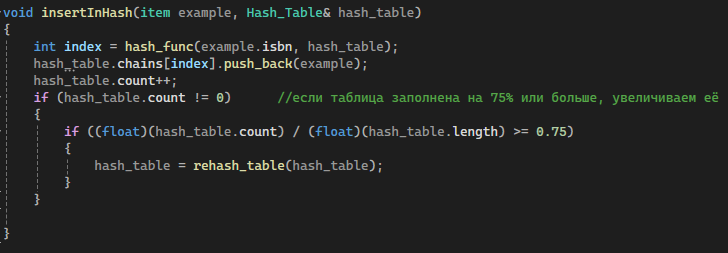 void insertInHash(item example, Hash_Table& hash_table)
{
int index = hash_func(example.isbn, hash_table);
hash_table.chains[index].push_back(example);
hash_table.count++;
if (hash_table.count != 0) //если таблица заполнена на 75% или больше, увеличиваем её
{
if ((float)(hash_table.count) / (float)(hash_table.length) >= 0.75)
{
hash_table = rehash_table(hash_table);
}
}
}